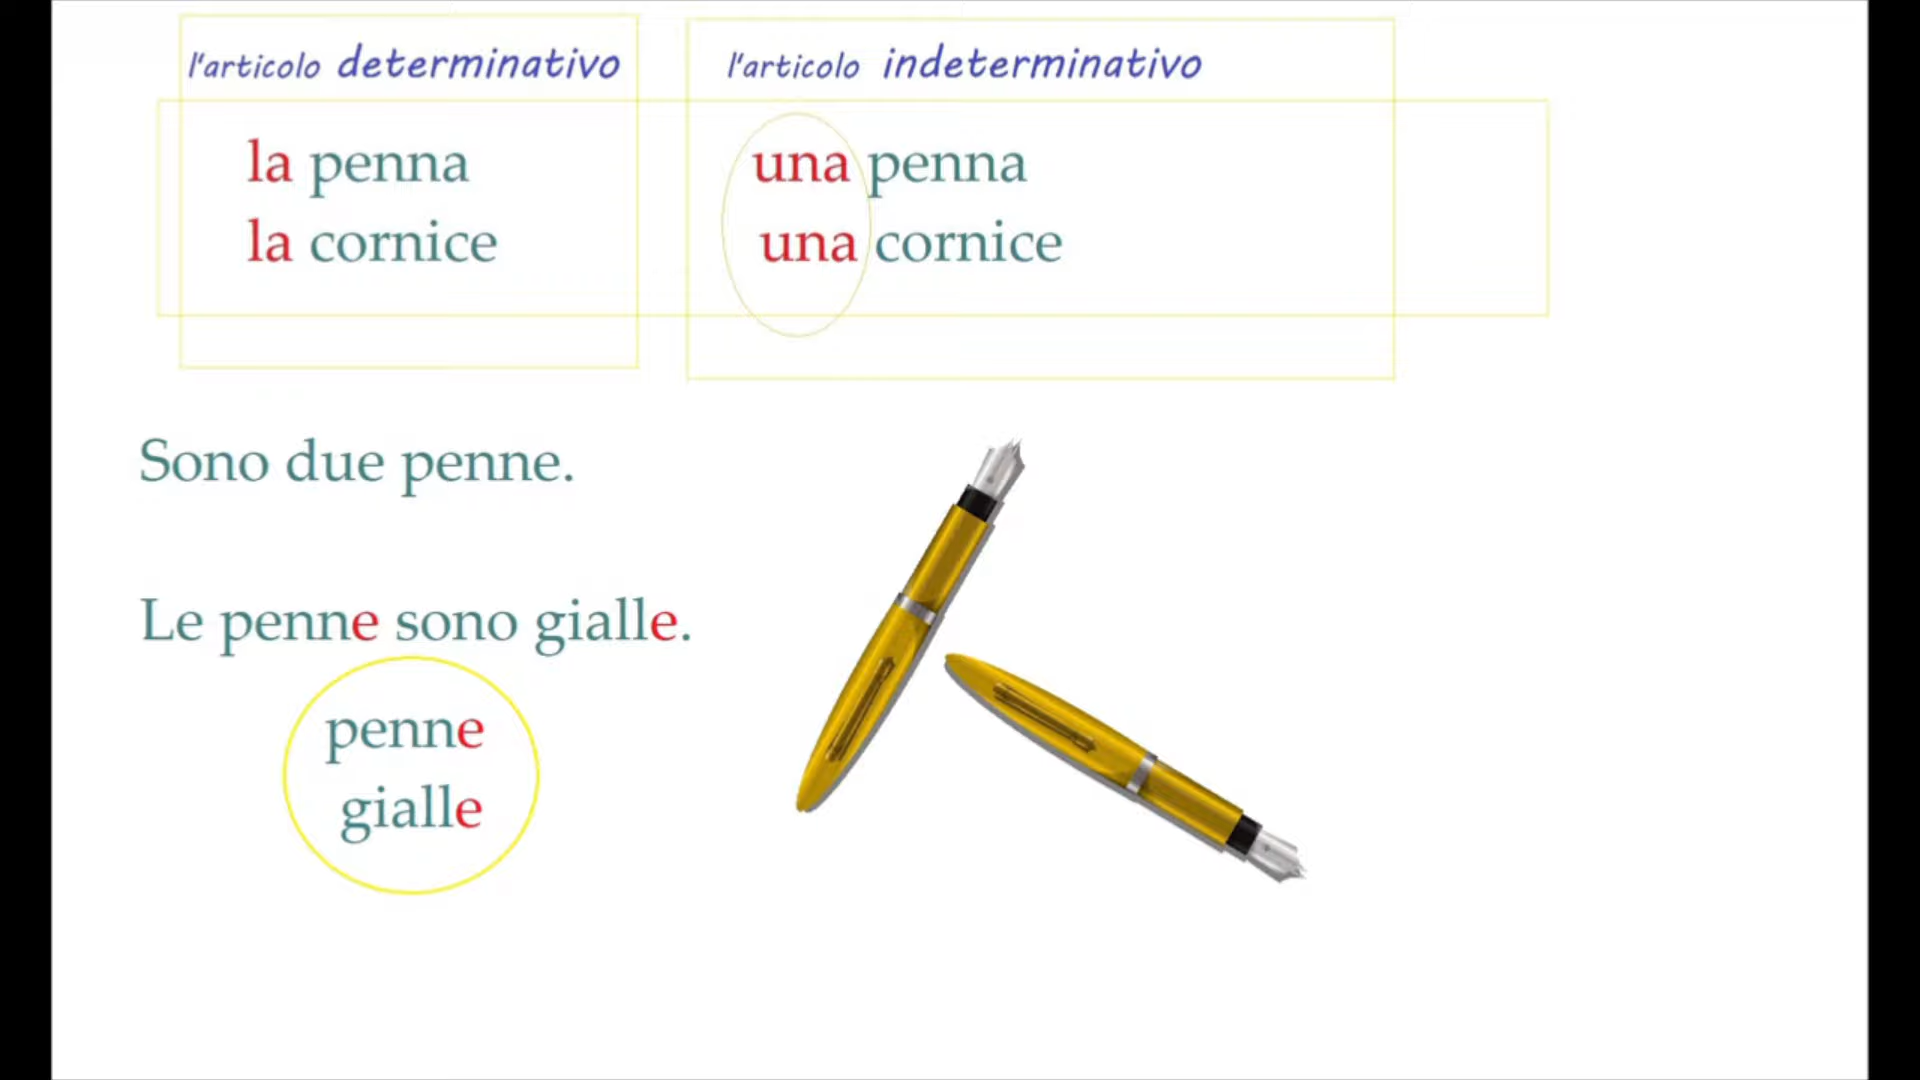 l'articolo determinativo
l'articolo indeterminativo
la penna
una penna
la cornice
una cornice
Sono due penne.
Le penne sono gialle.
penne
gialle